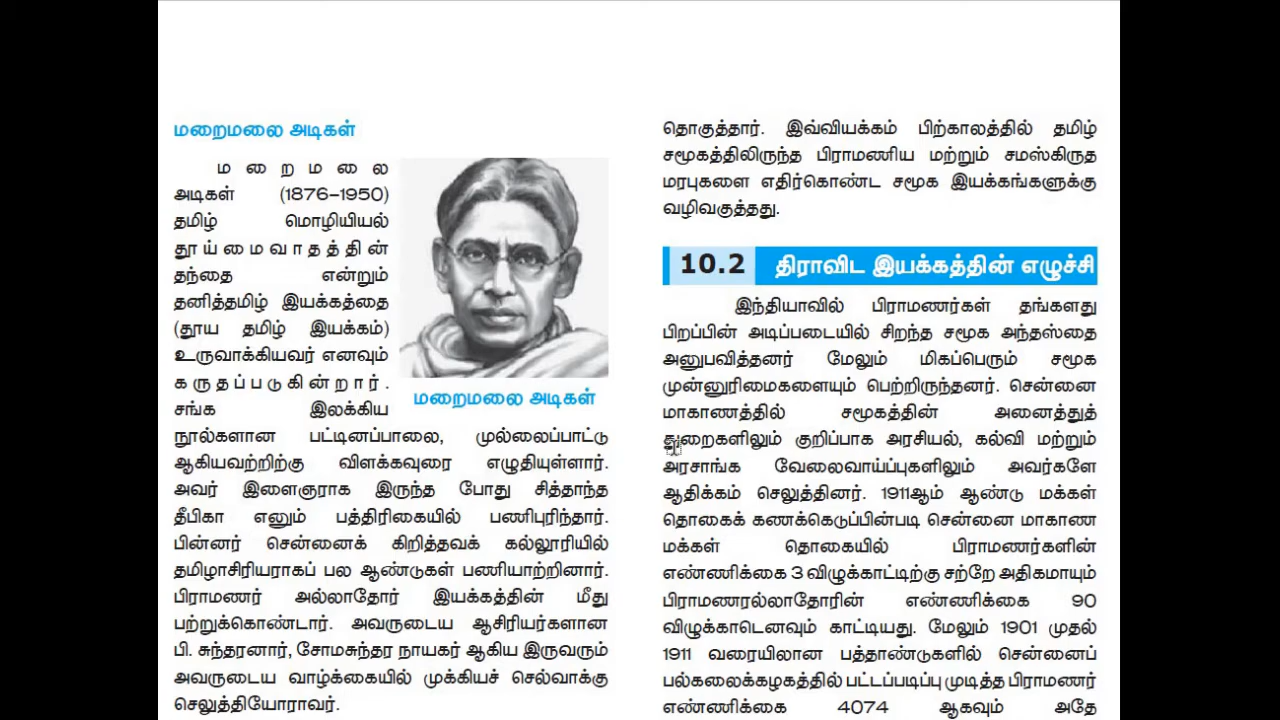 மறைமலை அடிகள்
மறைமலை
அடிகள் (1876–1950)
தமிழ் மொழியியல்
தூய்மைவாதத்தின்
தந்தை என்றும்
தனித்தமிழ் இயக்கத்தை
(தூய தமிழ் இயக்கம்)
உருவாக்கியவர் எனவும்
கருதப்படுகின்றார்.
சங்க இலக்கிய
மறைமலை அடிகள்
நூல்களான பட்டினப்பாலை, முல்லைப்பாட்டு
ஆகியவற்றிற்கு விளக்கவுரை எழுதியுள்ளார்.
அவர் இளைஞராக இருந்த போது சித்தாந்த
தீபிகா எனும் பத்திரிகையில் பணிபுரிந்தார்.
பின்னர் சென்னைக் கிறித்தவக் கல்லூரியில்
தமிழாசிரியராகப் பல ஆண்டுகள் பணியாற்றினார்.
பிராமணர் அல்லாதோர் இயக்கத்தின் மீது
பற்றுக்கொண்டார். அவருடைய ஆசிரியர்களான
பி. சுந்தரனார், சோமசுந்தர நாயகர் ஆகிய இருவரும்
அவருடைய வாழ்க்கையில் முக்கியச் செல்வாக்கு
செலுத்தியோராவர்.
தொகுத்தார். இவ்வியக்கம் பிற்காலத்தில் தமிழ்
சமூகத்திலிருந்த பிராமணிய மற்றும் சமஸ்கிருத
மரபுகளை எதிர்கொண்ட சமூக இயக்கங்களுக்கு
வழிவகுத்தது.
10.2 திராவிட இயக்கத்தின் எழுச்சி
இந்தியாவில் பிராமணர்கள் தங்களது
பிறப்பின் அடிப்படையில் சிறந்த சமூக அந்தஸ்தை
அனுபவித்தனர் மேலும் மிகப்பெரும் சமூக
முன்னுரிமைகளையும் பெற்றிருந்தனர். சென்னை
மாகாணத்தில் சமூகத்தின் அனைத்துத்
துறைகளிலும் குறிப்பாக அரசியல், கல்வி மற்றும்
அரசாங்க வேலைவாய்ப்புகளிலும் அவர்களே
ஆதிக்கம் செலுத்தினர். 1911ஆம் ஆண்டு மக்கள்
தொகைக் கணக்கெடுப்பின்படி சென்னை மாகாண
மக்கள் தொகையில் பிராமணர்களின்
எண்ணிக்கை 3 விழுக்காட்டிற்கு சற்றே அதிகமாயும்
பிராமணரல்லாதோரின் எண்ணிக்கை 90
விழுக்காடெனவும் காட்டியது. மேலும் 1901 முதல்
1911 வரையிலான பத்தாண்டுகளில் சென்னைப்
பல்கலைக்கழகத்தில் பட்டப்படிப்பு முடித்த பிராமணர்
எண்ணிக்கை 4074 ஆகவும் அதே